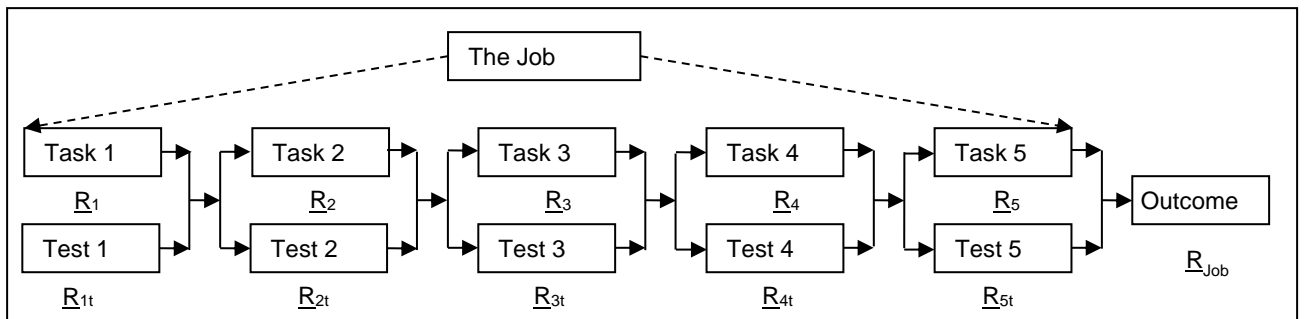 The Job
Task 1 Task 2 Task 3 Task 4 Task 5
R1 R2 R3 R4 R5 Outcome
Test 1 Test 2 Test 3 Test 4 Test 5
RJob
R1t R2t R3t R4t R5t